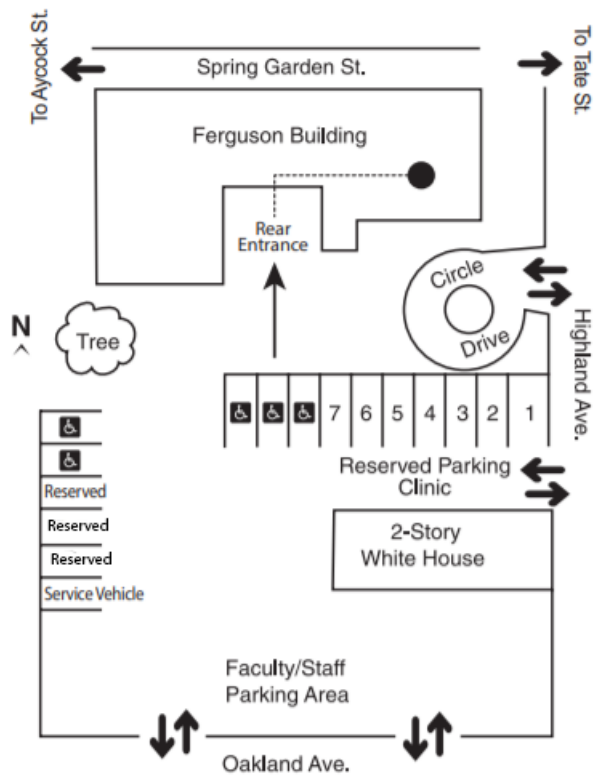 To Aycock St.
To Tate St.
Spring Garden St.
Ferguson Building
Rear
Entrance
Circle
Drive
Highland Ave.
N
Tree
7 6 5 4 3 2 1
Reserved Parking
Clinic
Reserved
Reserved
Reserved
Service Vehicle
2-Story
White House
Faculty/Staff
Parking Area
Oakland Ave.